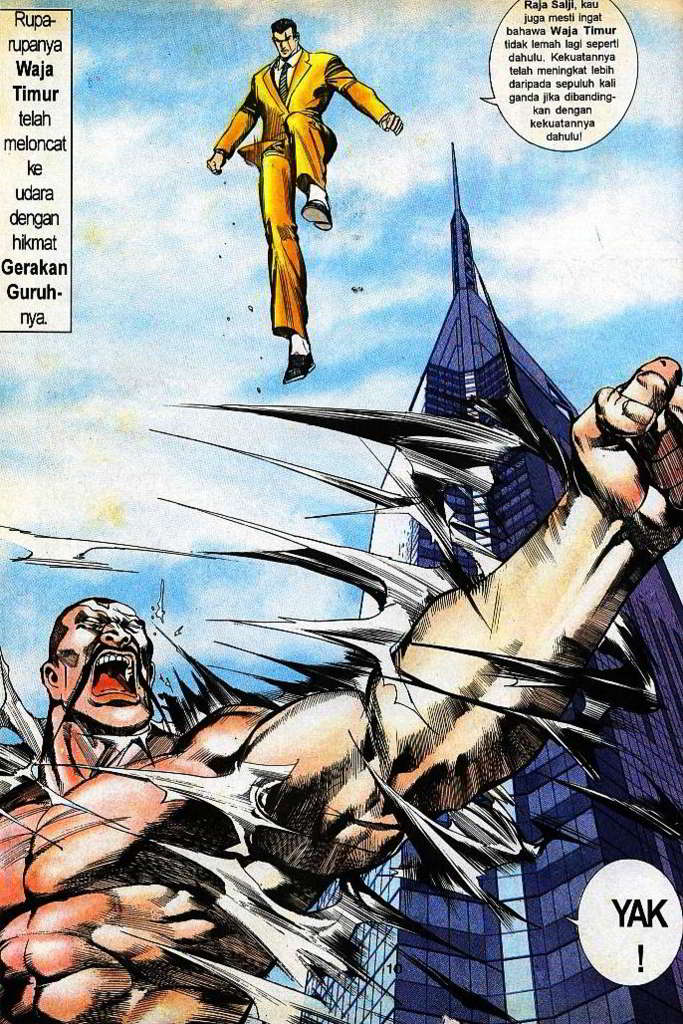 Rupa-
rupanya
Waja
Timur
telah
meloncat
ke
udara
dengan
hikmat
Gerakan
Guruh-
nya.
Raja Salji, kau
juga mesti ingat
bahawa Waja Timur
tidak lemah lagi seperti
dahulu. Kekuatannya
telah meningkat lebih
daripada sepuluh kali
ganda jika dibanding-
kan dengan
kekuatannya
dahulu!
YAK
!
10